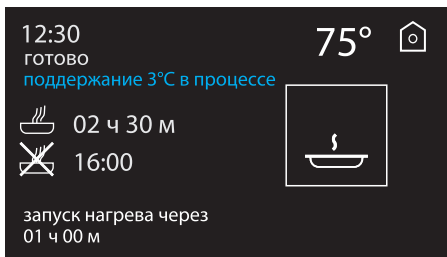 12:30
75°
готово
поддержание 3°C в процессе
02 ч 30 м
16:00
запуск нагрева через
01 ч 00 м